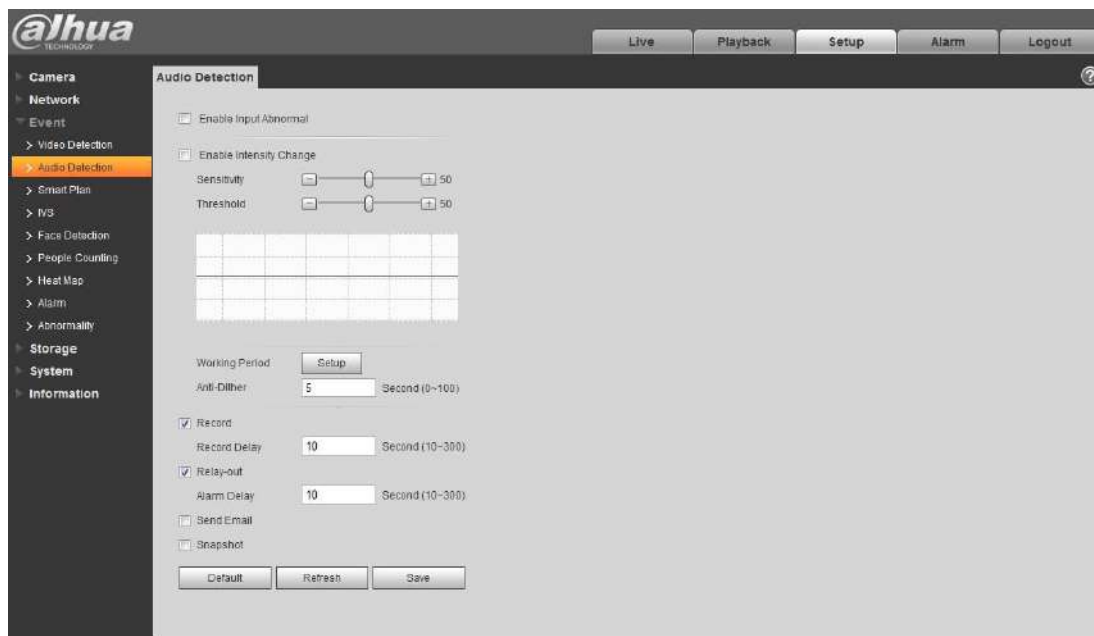 alhua
TECHNOLOGY
Live Playback Setup Alarm Logout
Camera
Network
Event
Video Detection
Audio Detection
Smart Plan
IVS
Face Detection
People Counting
Heat Map
Alarm
Abnormality
Storage
System
Information
Audio Detection
Enable Input Abnormal
Enable Intensity Change
Sensitivity - + 50
Threshold - + 50
Working Period Setup
Anti-Dither 5 Second (0~100)
Record
Record Delay 10 Second (10~300)
Relay-out
Alarm Delay 10 Second (10~300)
Send Email
Snapshot
Default Refresh Save